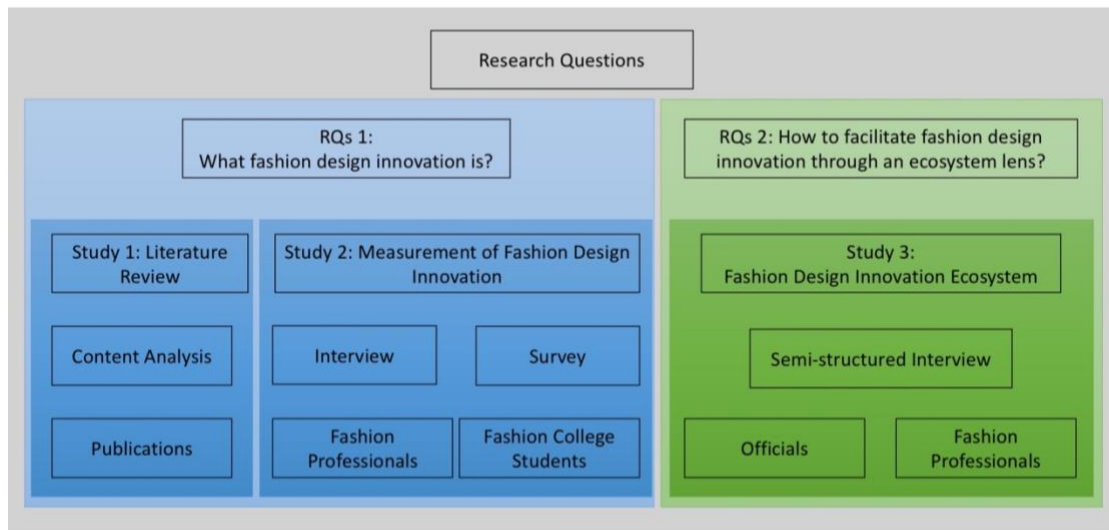 Research Questions
RQs 1:
What fashion design innovation is?
RQs 2: How to facilitate fashion design
innovation through an ecosystem lens?
Study 1: Literature
Review
Study 2: Measurement of Fashion Design
Innovation
Study 3:
Fashion Design Innovation Ecosystem
Content Analysis
Interview
Survey
Semi-structured Interview
Publications
Fashion
Professionals
Fashion College
Students
Officials
Fashion
Professionals